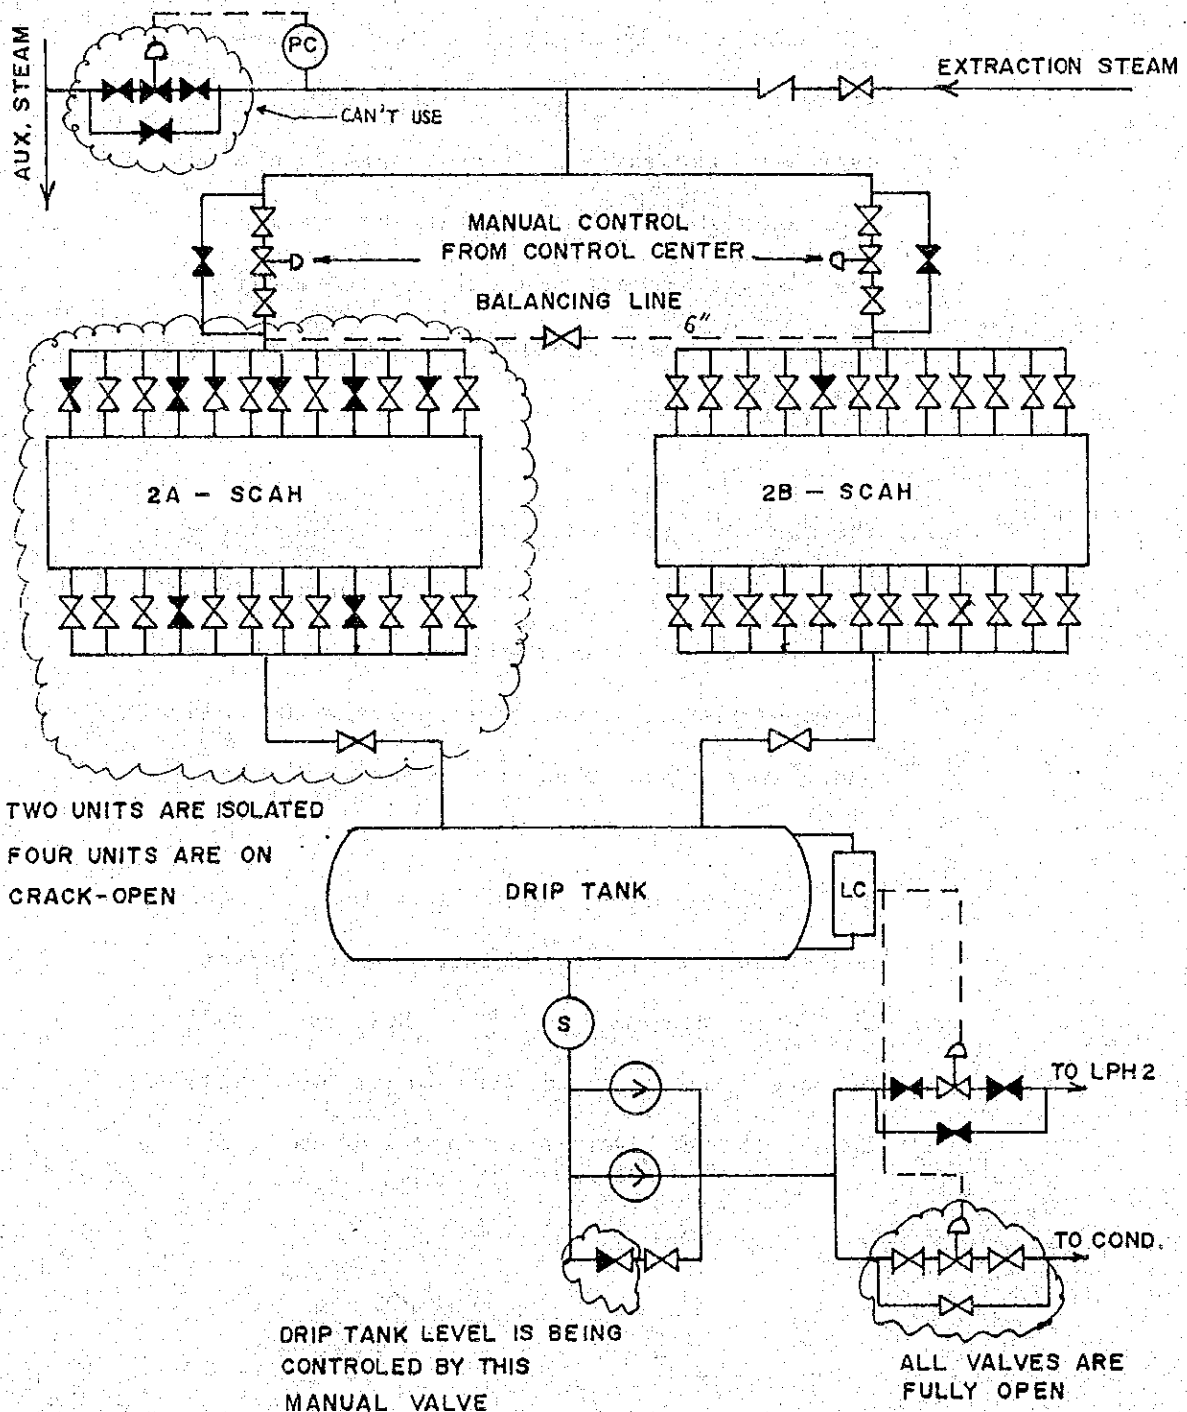 AUX. STEAM
PC
EXTRACTION STEAM
CAN'T USE
MANUAL CONTROL
FROM CONTROL CENTER
BALANCING LINE
6"
2A - SCAH
2B - SCAH
TWO UNITS ARE ISOLATED
FOUR UNITS ARE ON
CRACK-OPEN
DRIP TANK
LC
S
TO LPH 2
TO COND.
DRIP TANK LEVEL IS BEING
CONTROLED BY THIS
MANUAL VALVE
ALL VALVES ARE
FULLY OPEN